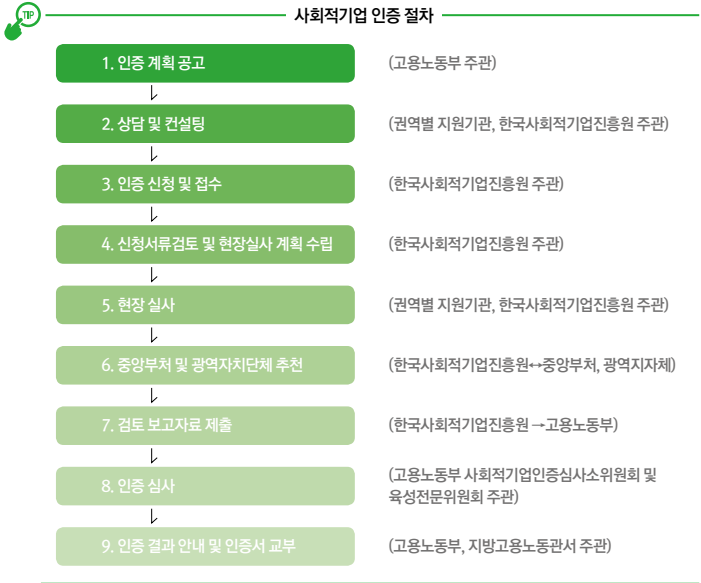 TIP
사회적기업 인증 절차
1. 인증 계획 공고
(고용노동부 주관)
2. 상담 및 컨설팅
(권역별 지원기관, 한국사회적기업진흥원 주관)
3. 인증 신청 및 접수
(한국사회적기업진흥원 주관)
4. 신청서류검토 및 현장실사 계획 수립
(한국사회적기업진흥원 주관)
5. 현장 실사
(권역별 지원기관, 한국사회적기업진흥원 주관)
6. 중앙부처 및 광역자치단체 추천
(한국사회적기업진흥원↔중앙부처, 광역지자체)
7. 검토 보고자료 제출
(한국사회적기업진흥원→고용노동부)
8. 인증 심사
(고용노동부 사회적기업인증심사소위원회 및
육성전문위원회 주관)
9. 인증 결과 안내 및 인증서 교부
(고용노동부, 지방고용노동관서 주관)